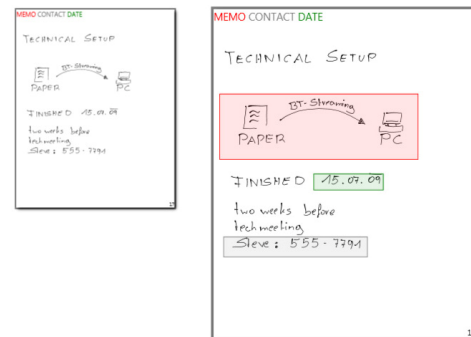 MEMO CONTACT DATE
TECHNICAL SETUP
BT-Streaming
PAPER PC
FINISHED 15.07.09
two weeks before
techmeeting
Steve: 555-7791
MEMO CONTACT DATE
TECHNICAL SETUP
BT-Streaming
PAPER PC
FINISHED 15.07.09
two weeks before
techmeeting
Steve: 555-7791
1